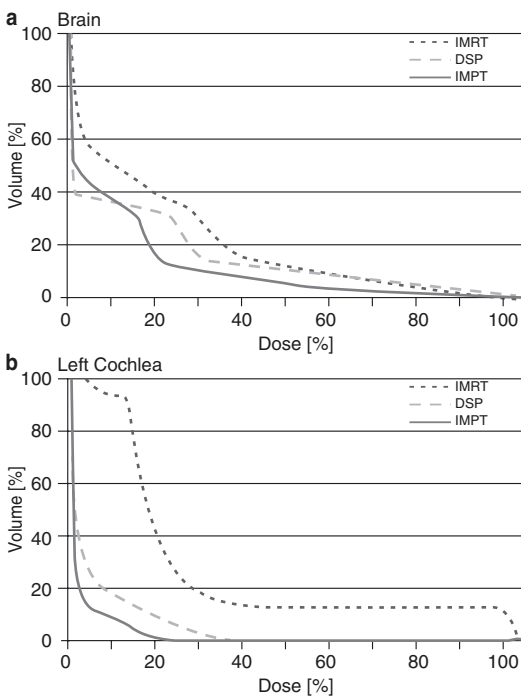 a Brain
100
80
60
40
20
0
Volume [%]
IMRT
DSP
IMPT
0 20 40 60 80 100
Dose [%]
b Left Cochlea
100
80
60
40
20
0
Volume [%]
IMRT
DSP
IMPT
0 20 40 60 80 100
Dose [%]